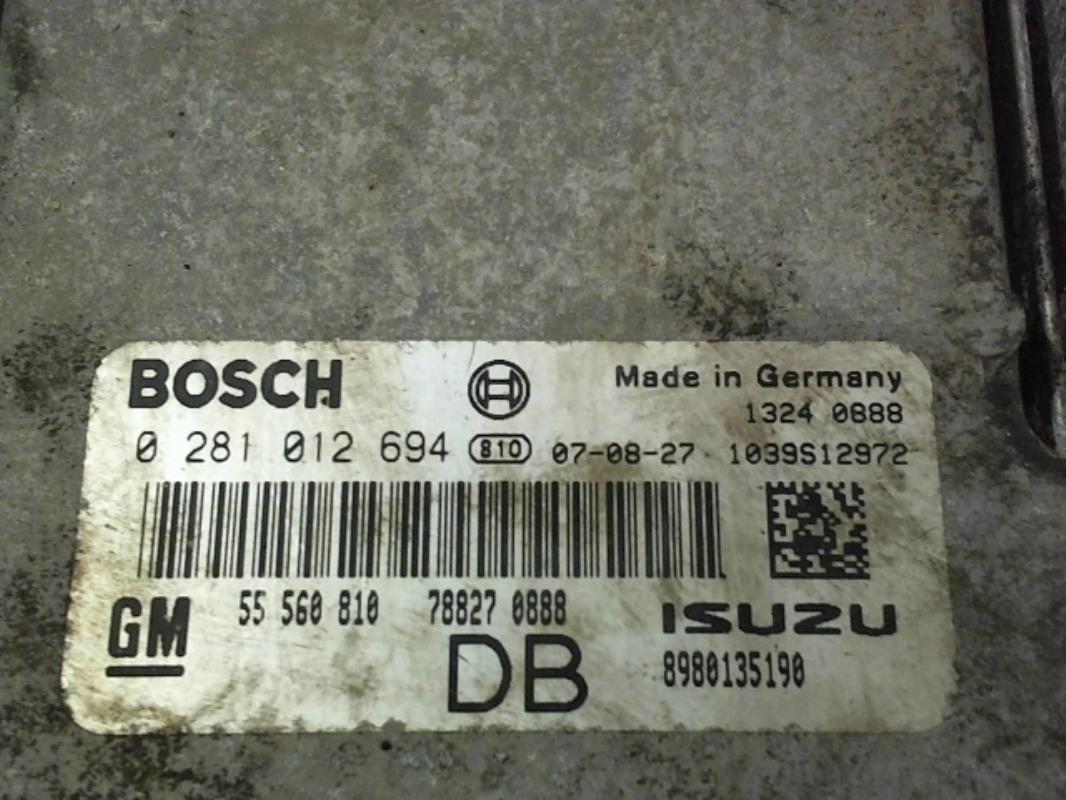 BOSCH
Made in Germany
1324 0888
0 281 012 694 810 07-08-27 1039S12972
GM
55 560 810 78827 0888
DB
ISUZU
8980135190